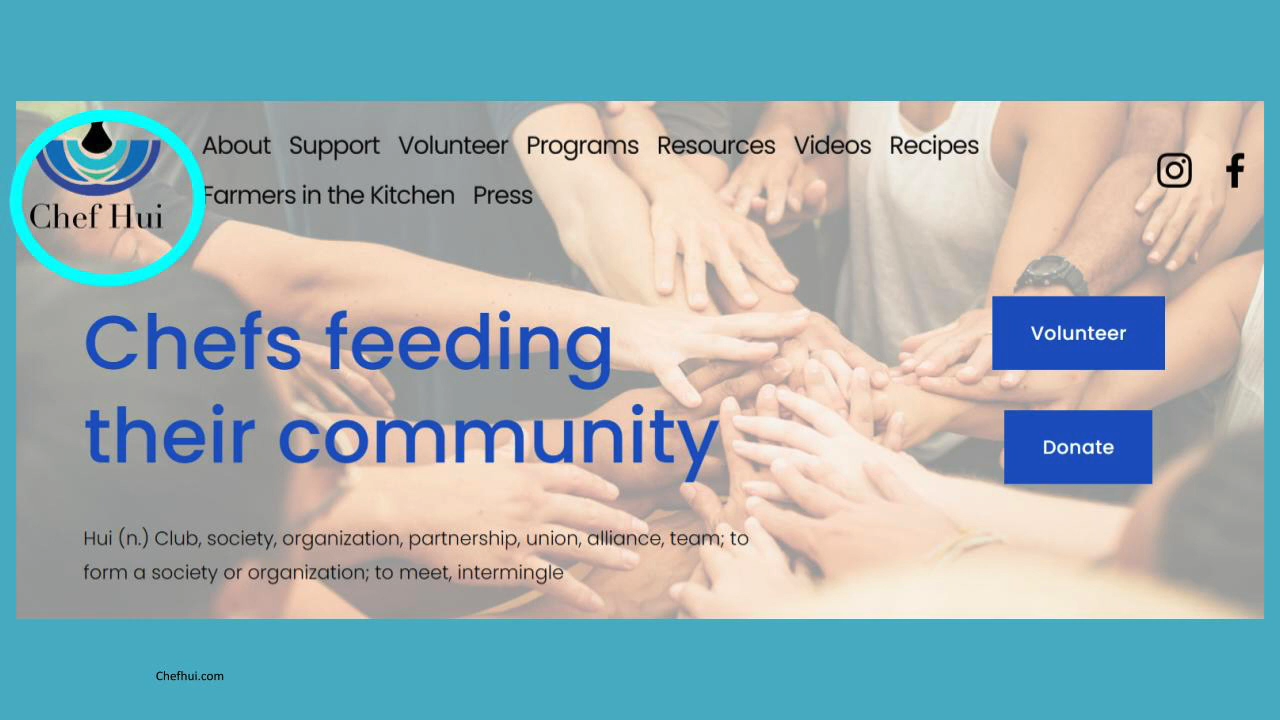 Chef Hui
About Support Volunteer Programs Resources Videos Recipes
Farmers in the Kitchen Press
Chefs feeding
their community
Volunteer
Donate
Hui (n.) Club, society, organization, partnership, union, alliance, team; to
form a society or organization; to meet, intermingle
Chefhui.com